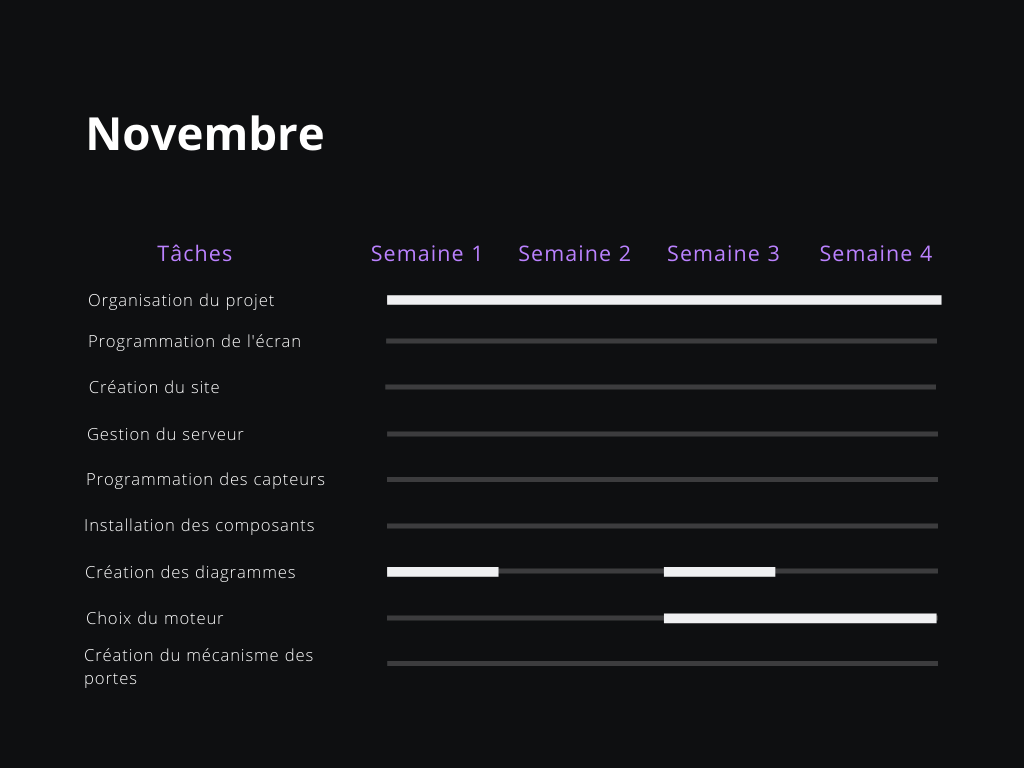 Novembre
Tâches Semaine 1 Semaine 2 Semaine 3 Semaine 4
Organisation du projet
Programmation de l'écran
Création du site
Gestion du serveur
Programmation des capteurs
Installation des composants
Création des diagrammes
Choix du moteur
Création du mécanisme des
portes